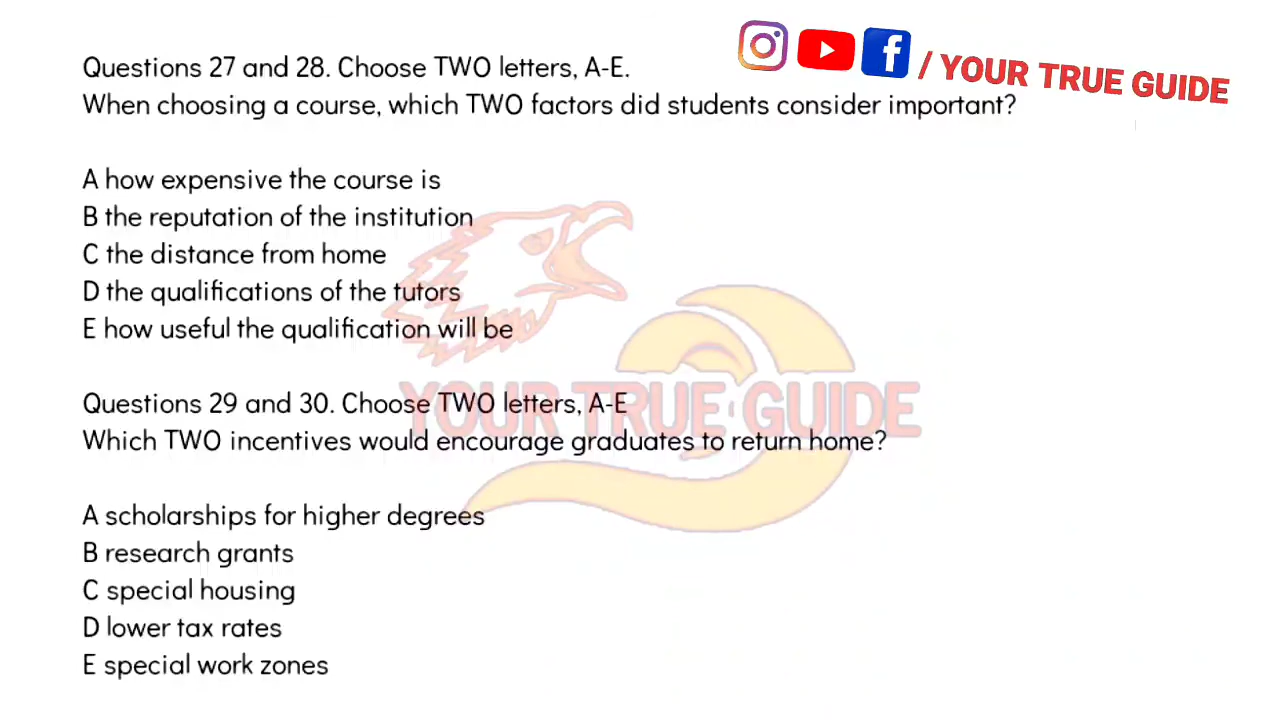 / YOUR TRUE GUIDE
Questions 27 and 28. Choose TWO letters, A-E.
When choosing a course, which TWO factors did students consider important?
A how expensive the course is
B the reputation of the institution
C the distance from home
D the qualifications of the tutors
E how useful the qualification will be
YOUR TRUE GUIDE
Questions 29 and 30. Choose TWO letters, A-E
Which TWO incentives would encourage graduates to return home?
A scholarships for higher degrees
B research grants
C special housing
D lower tax rates
E special work zones